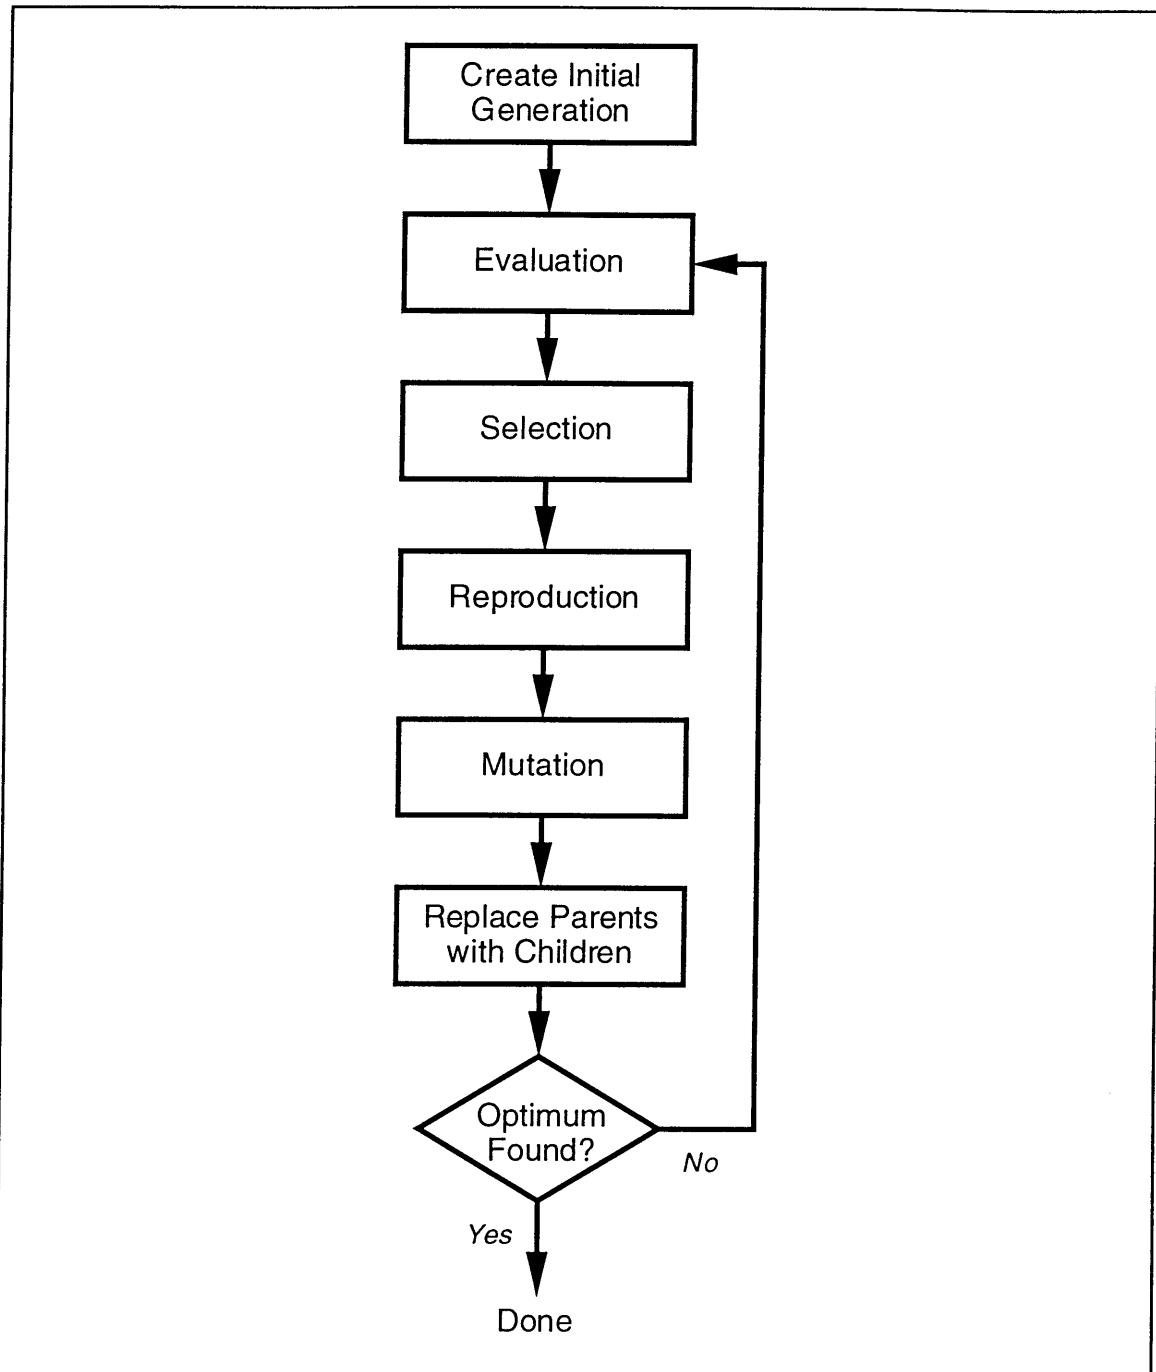 Create Initial
Generation
Evaluation
Selection
Reproduction
Mutation
Replace Parents
with Children
Optimum
Found?
No
Yes
Done